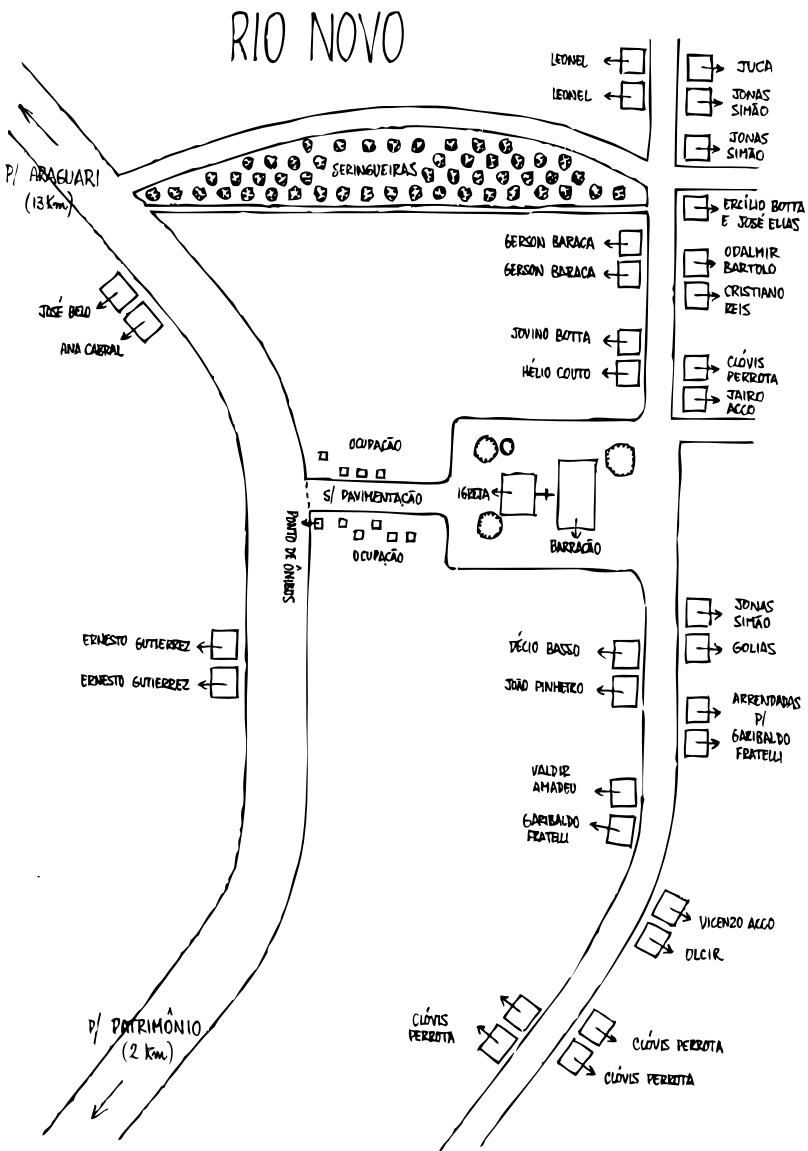 RIO NOVO
LEONEL
LEONEL
JUCA
JONAS
SIMÃO
JONAS
SIMÃO
P/ ARAGUARI
(13 Km)
SERINGUEIRAS
ERCÍLIO BOTTA
E JOSÉ ELIAS
GERSON BARACA
GERSON BARACA
ODALMIR
BARTOLO
CRISTIANO
REIS
JOSÉ BELO
ANA CABRAL
JOVINO BOTTA
HÉLIO COUTO
CLÓVIS
PERROTA
JAIRO
ACCO
OCUPAÇÃO
S/ PAVIMENTAÇÃO
IGREJA
BARRACÃO
PONTO DE ÔNIBUS
OCUPAÇÃO
ERNESTO GUTIERREZ
ERNESTO GUTIERREZ
DÉCIO BASSO
JOÃO PINHEIRO
JONAS
SIMÃO
GOLIAS
ARRENDADAS
P/
GARIBALDO
FRATELLI
VALDIR
AMADEU
GARIBALDO
FRATELLI
VICENZO ACCO
OLCIR
P/ PATRIMÔNIO
(2 Km)
CLÓVIS
PERROTA
CLÓVIS PERROTA
CLÓVIS PERROTA